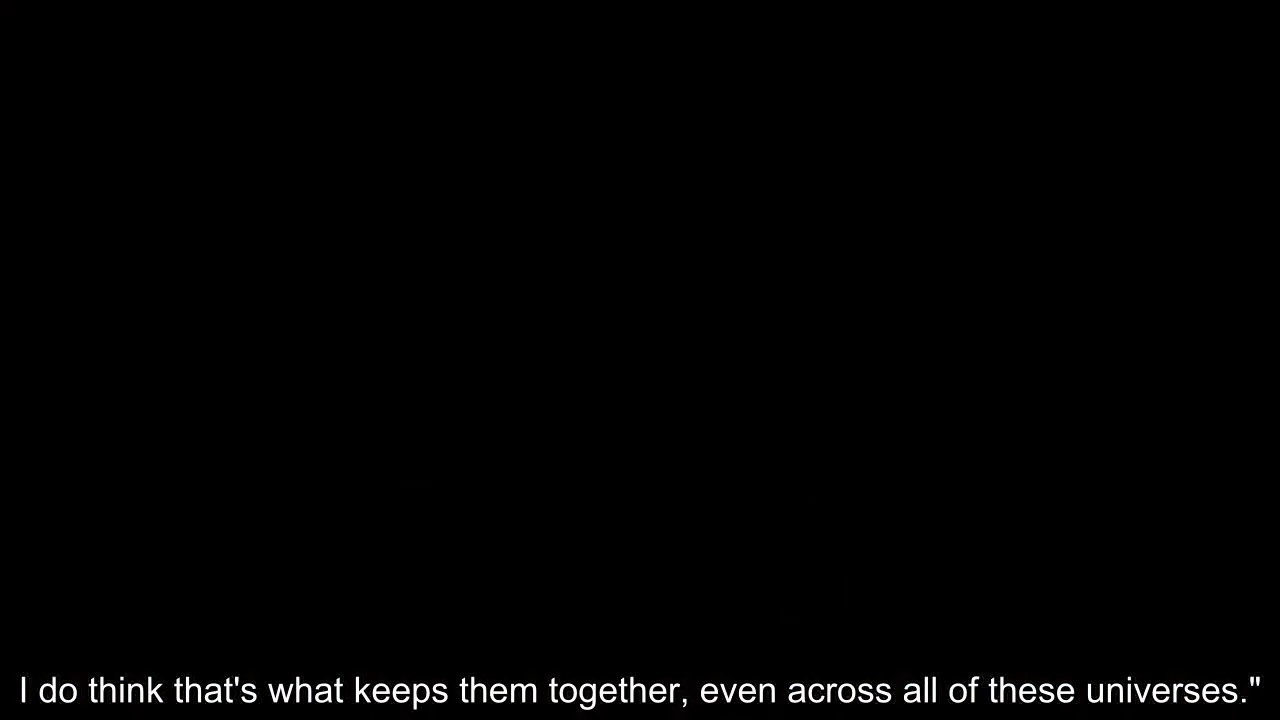 I do think that's what keeps them together, even across all of these universes."